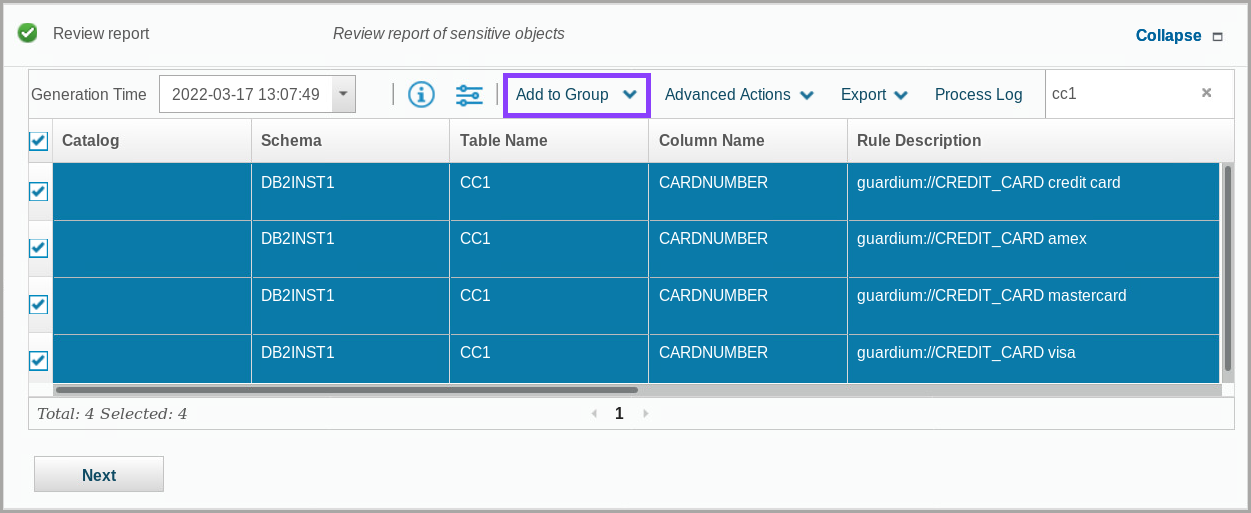 Review report Review report of sensitive objects Collapse
Generation Time 2022-03-17 13:07:49 Add to Group Advanced Actions Export Process Log cc1
Catalog Schema Table Name Column Name Rule Description
DB2INST1 CC1 CARDNUMBER guardium://CREDIT_CARD credit card
DB2INST1 CC1 CARDNUMBER guardium://CREDIT_CARD amex
DB2INST1 CC1 CARDNUMBER guardium://CREDIT_CARD mastercard
DB2INST1 CC1 CARDNUMBER guardium://CREDIT_CARD visa
Total: 4 Selected: 4 1
Next